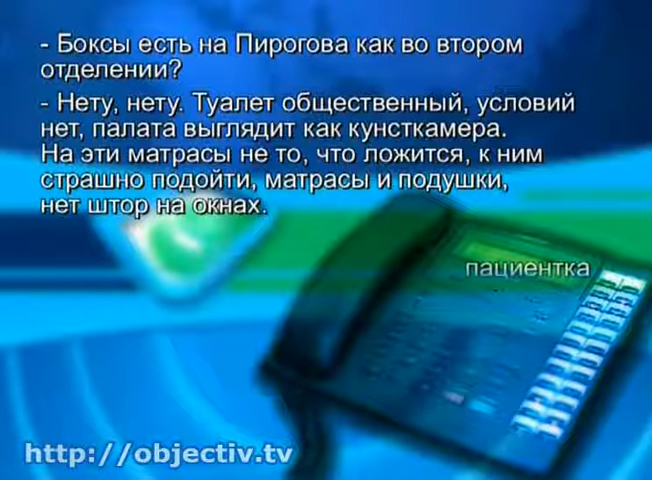 - Боксы есть на Пирогова как во втором
отделении?
- Нету, нету. Туалет общественный, условий
нет, палата выглядит как кунсткамера.
На эти матрасы не то, что ложится, к ним
страшно подойти, матрасы и подушки,
нет штор на окнах.
пациентка
http://objectiv.tv